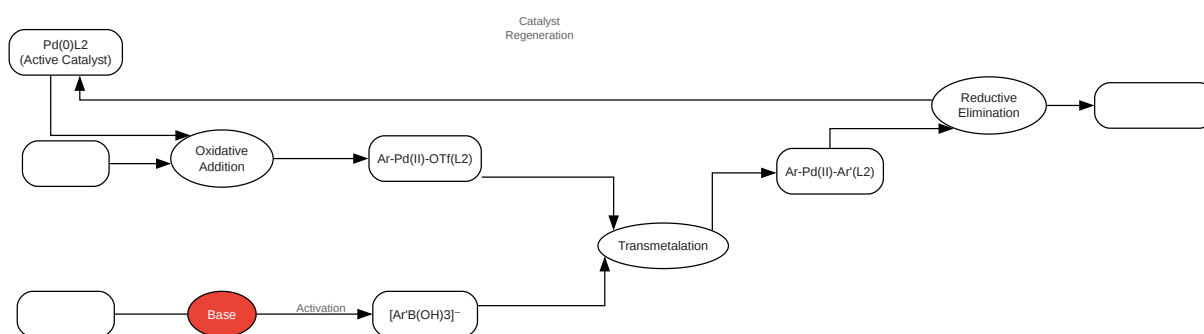 Catalyst
Regeneration
Pd(0)L2
(Active Catalyst)
Reductive
Elimination
Oxidative
Addition
Ar-Pd(II)-OTf(L2)
Ar-Pd(II)-Ar'(L2)
Transmetalation
Base
Activation
[Ar'B(OH)3]⁻